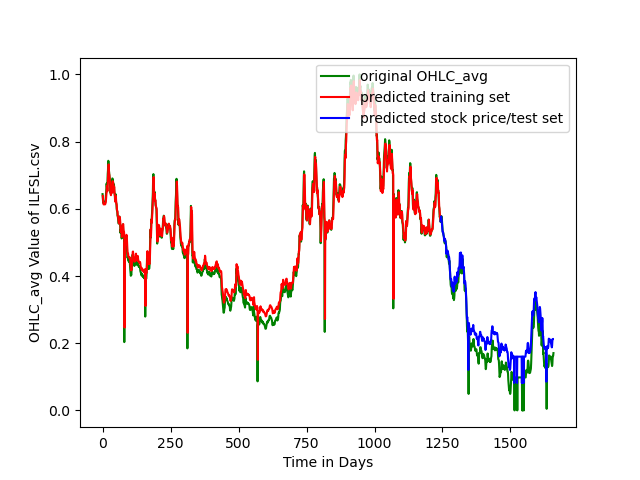 original OHLC_avg
predicted training set
predicted stock price/test set
OHLC_avg Value of ILFSL.csv
1.0
0.8
0.6
0.4
0.2
0.0
0 250 500 750 1000 1250 1500
Time in Days